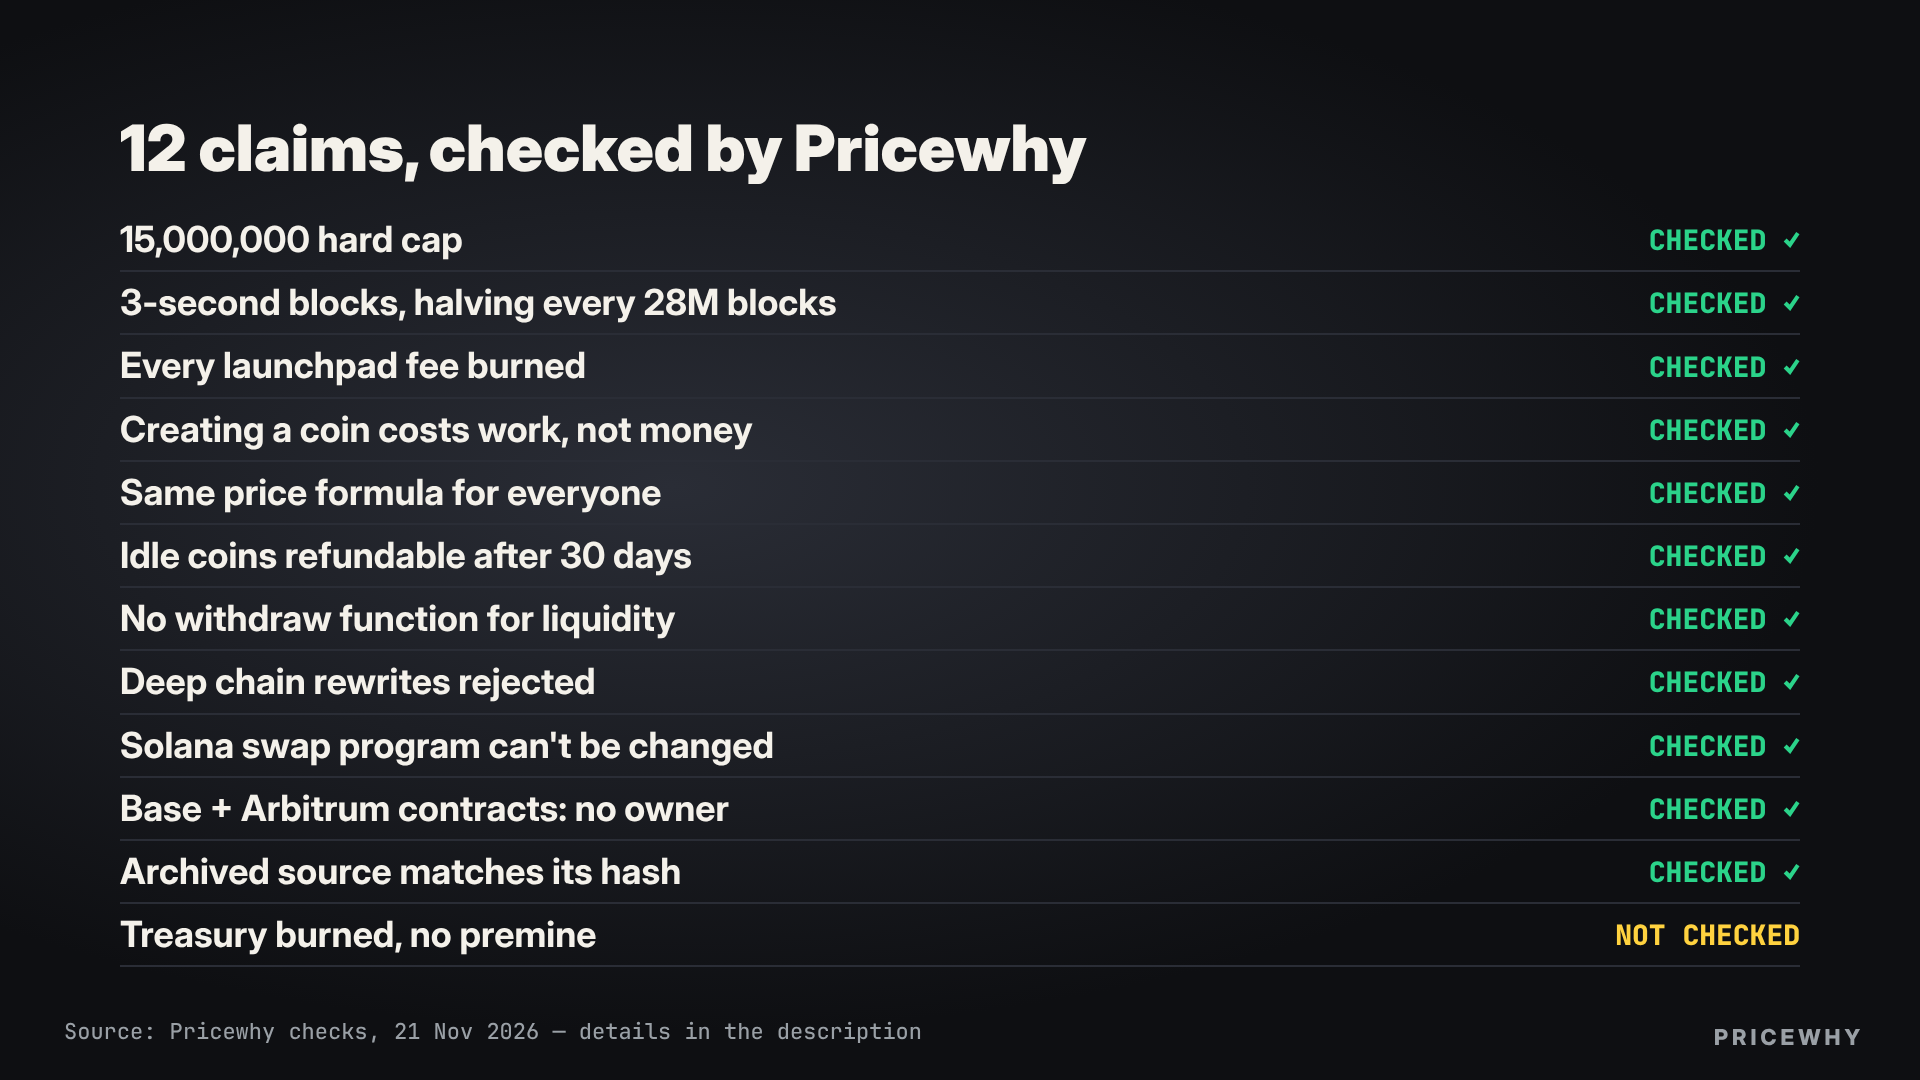 12 claims, checked by Pricewhy
15,000,000 hard cap CHECKED ✓
3-second blocks, halving every 28M blocks CHECKED ✓
Every launchpad fee burned CHECKED ✓
Creating a coin costs work, not money CHECKED ✓
Same price formula for everyone CHECKED ✓
Idle coins refundable after 30 days CHECKED ✓
No withdraw function for liquidity CHECKED ✓
Deep chain rewrites rejected CHECKED ✓
Solana swap program can't be changed CHECKED ✓
Base + Arbitrum contracts: no owner CHECKED ✓
Archived source matches its hash CHECKED ✓
Treasury burned, no premine NOT CHECKED
Source: Pricewhy checks, 21 Nov 2026 — details in the description
PRICEWHY